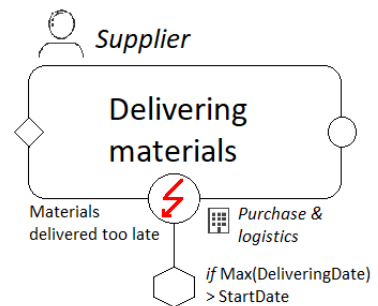 Supplier
Delivering
materials
Materials
delivered too late
Purchase &
logistics
if Max(DeliveringDate)
> StartDate